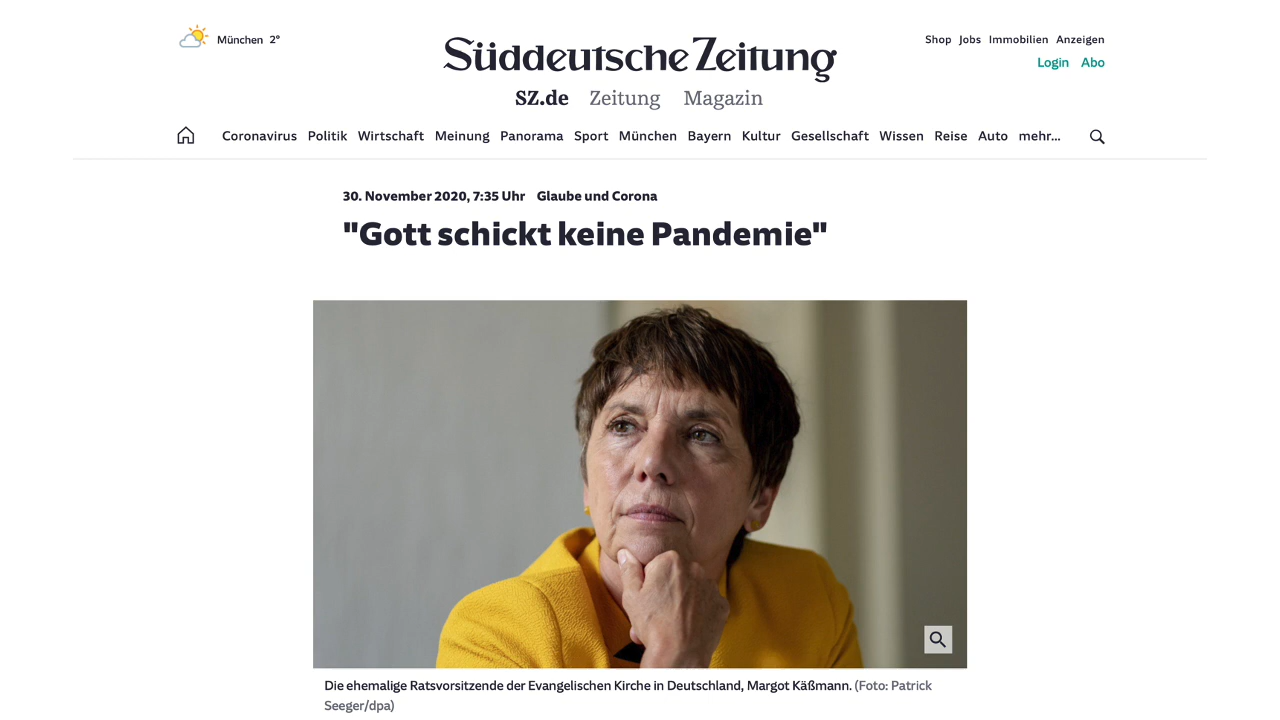 München 2°
Süddeutsche Zeitung
Shop Jobs Immobilien Anzeigen
Login Abo
SZ.de Zeitung Magazin
Coronavirus Politik Wirtschaft Meinung Panorama Sport München Bayern Kultur Gesellschaft Wissen Reise Auto mehr...
30. November 2020, 7:35 Uhr Glaube und Corona
"Gott schickt keine Pandemie"
Die ehemalige Ratsvorsitzende der Evangelischen Kirche in Deutschland, Margot Käßmann. (Foto: Patrick
Seeger/dpa)